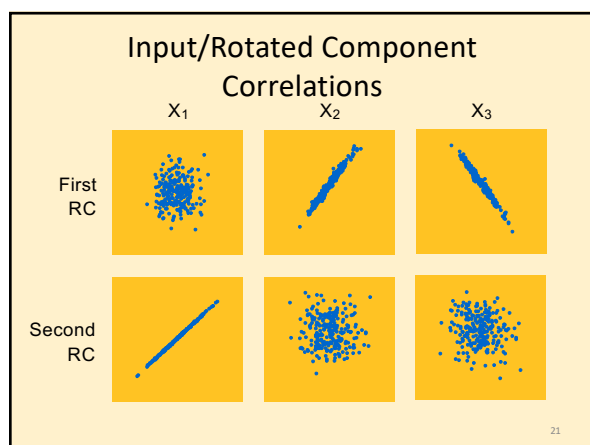 Input/Rotated Component
Correlations
X₁ X₂ X₃
First
RC
Second
RC
21